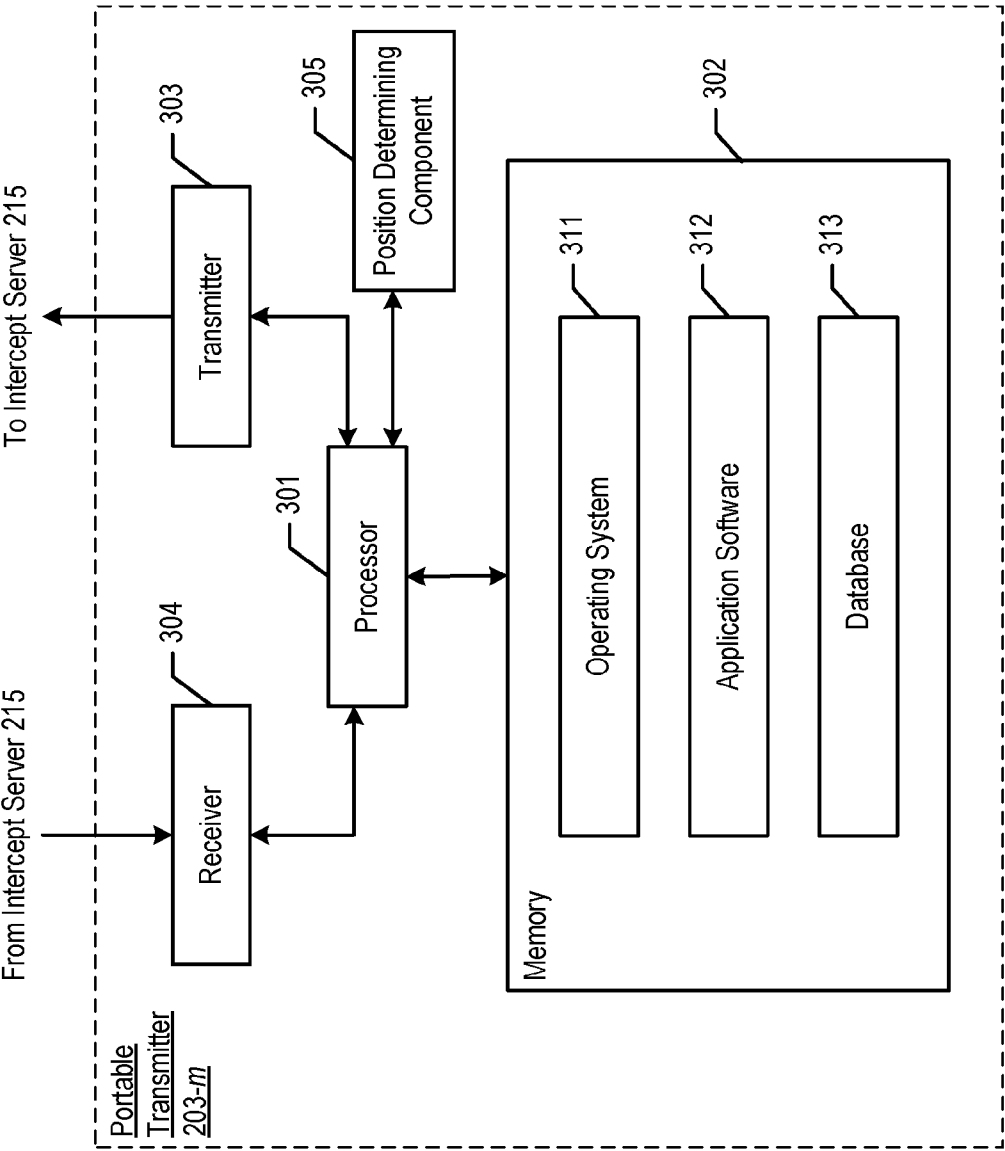 From Intercept Server 215
To Intercept Server 215
Portable
Transmitter
203-m
304
Receiver
303
Transmitter
301
Processor
305
Position Determining
Component
302
Memory
311
Operating System
312
Application Software
313
Database